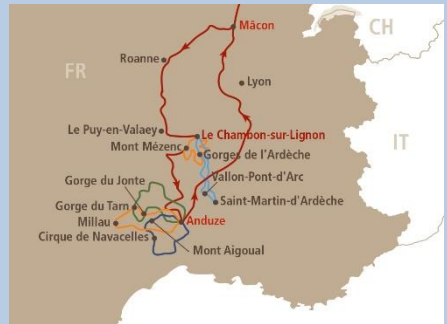 Mâcon
CH
Roanne
FR
Lyon
IT
Le Puy-en-Valaey
Le Chambon-sur-Lignon
Mont Mézenc
Gorges de l'Ardèche
Gorge du Jonte
Vallon-Pont-d'Arc
Gorge du Tarn
Saint-Martin-d'Ardèche
Millau
Anduze
Cirque de Navacelles
Mont Aigoual